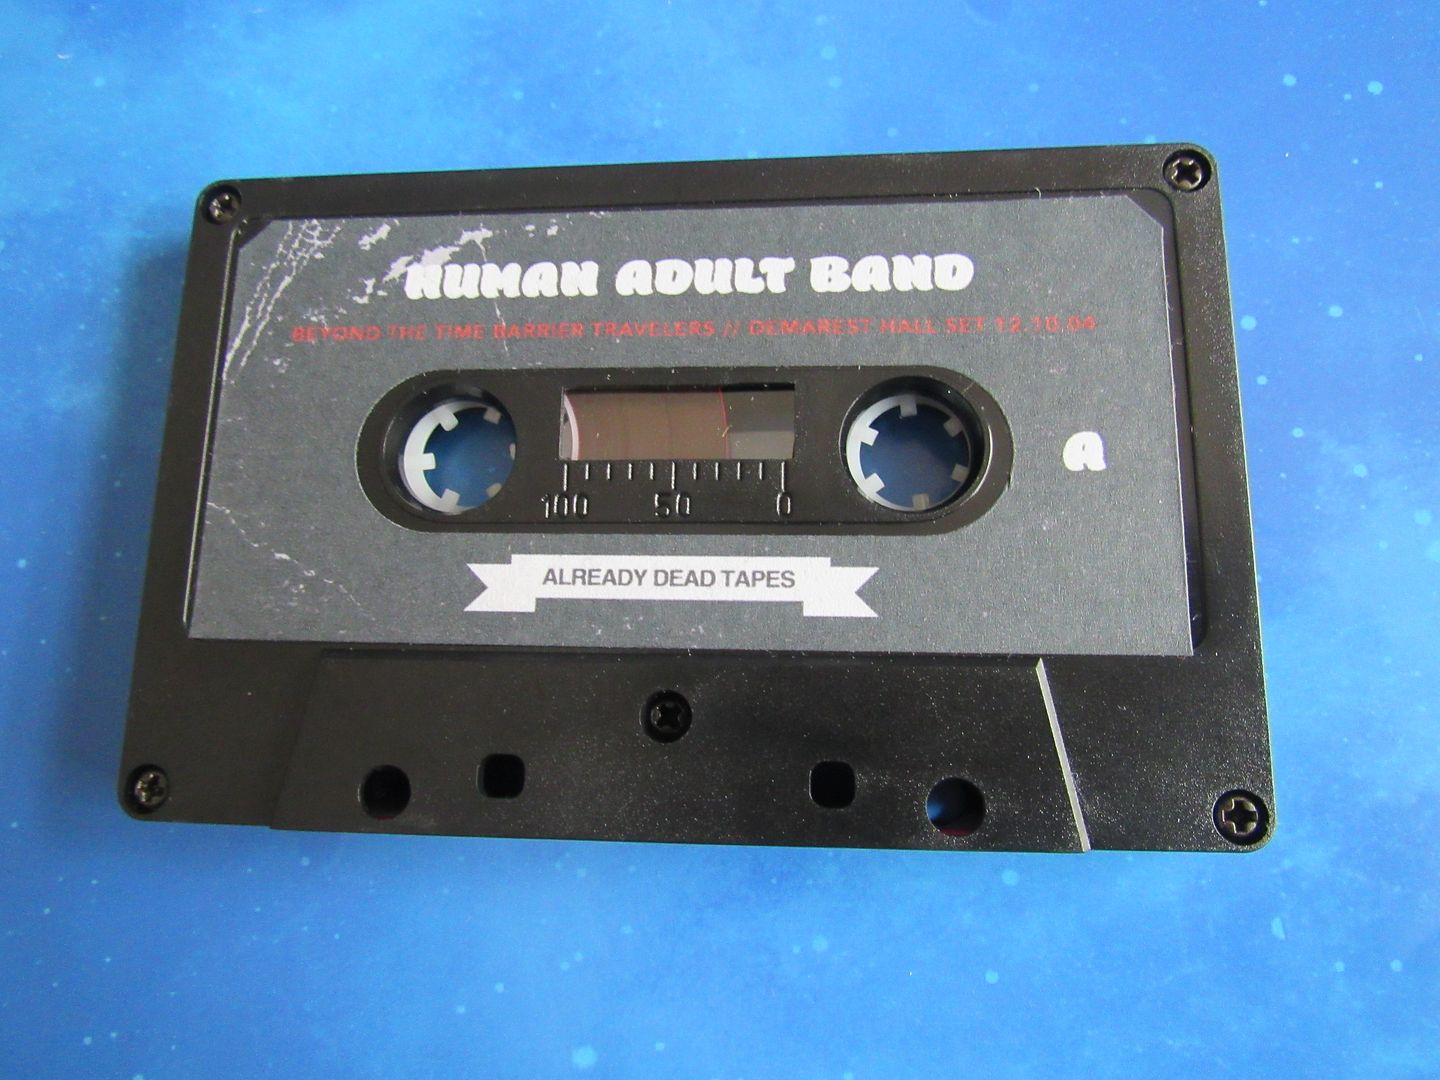 HUMAN ADULT BAND
BEYOND THE TIME BARRIER TRAVELERS // DEMAREST HALL SET 12.10.04
A
100 50 0
ALREADY DEAD TAPES